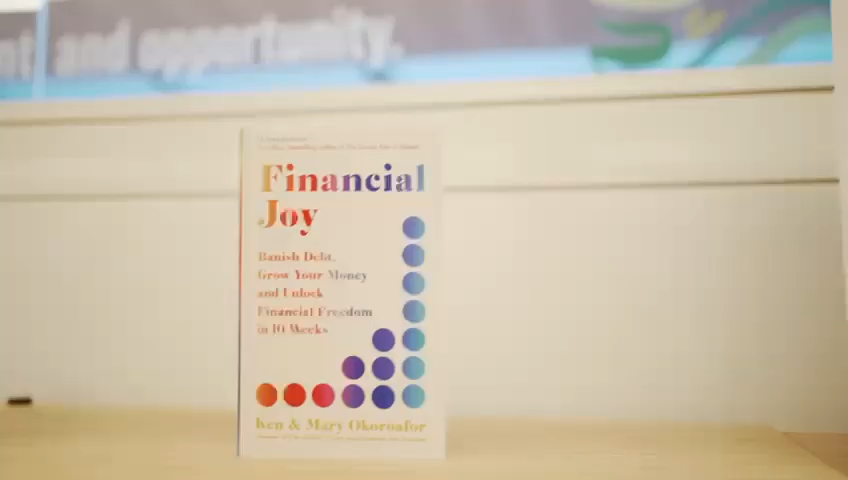 nt and opportunity.
Financial
Joy
Banish Debt,
Grow Your Money
and Unlock
Financial Freedom
in 10 Weeks
Ken & Mary Okoroafor